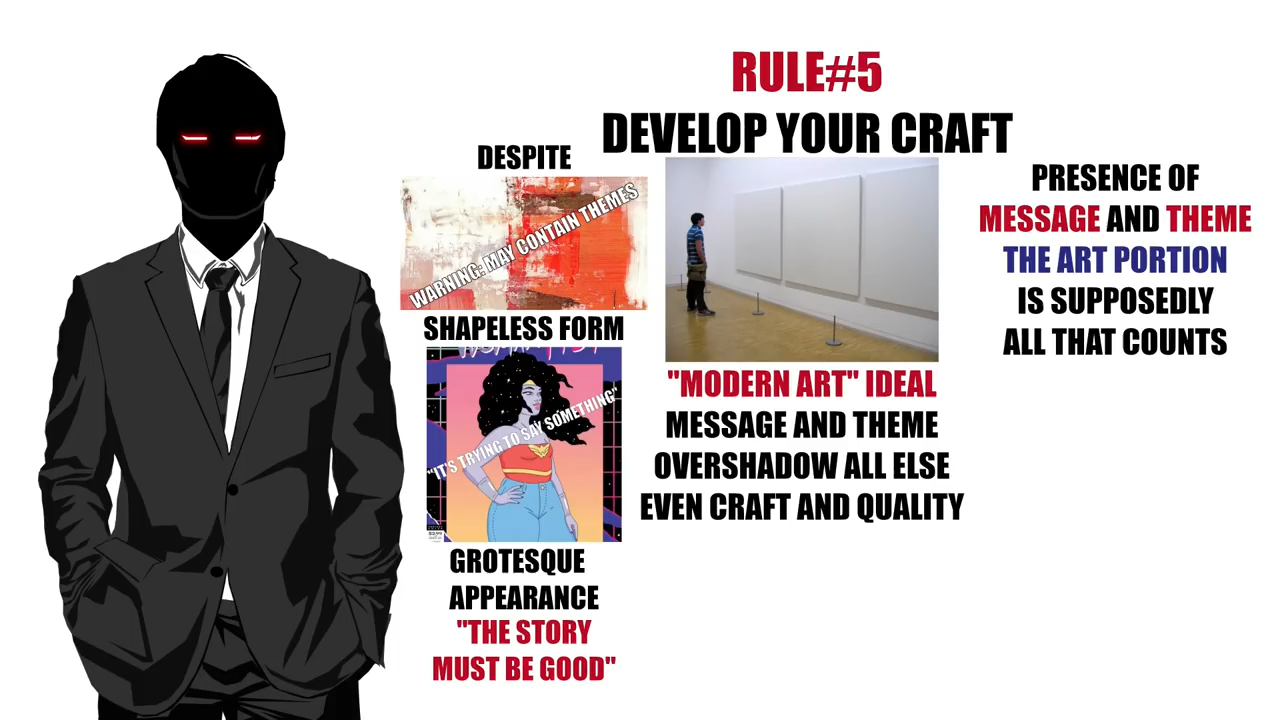 RULE#5
DEVELOP YOUR CRAFT
DESPITE
WARNING: MAY CONTAIN THEMES
SHAPELESS FORM
"IT'S TRYING TO SAY SOMETHING"
GROTESQUE
APPEARANCE
"THE STORY
MUST BE GOOD"
"MODERN ART" IDEAL
MESSAGE AND THEME
OVERSHADOW ALL ELSE
EVEN CRAFT AND QUALITY
PRESENCE OF
MESSAGE AND THEME
THE ART PORTION
IS SUPPOSEDLY
ALL THAT COUNTS